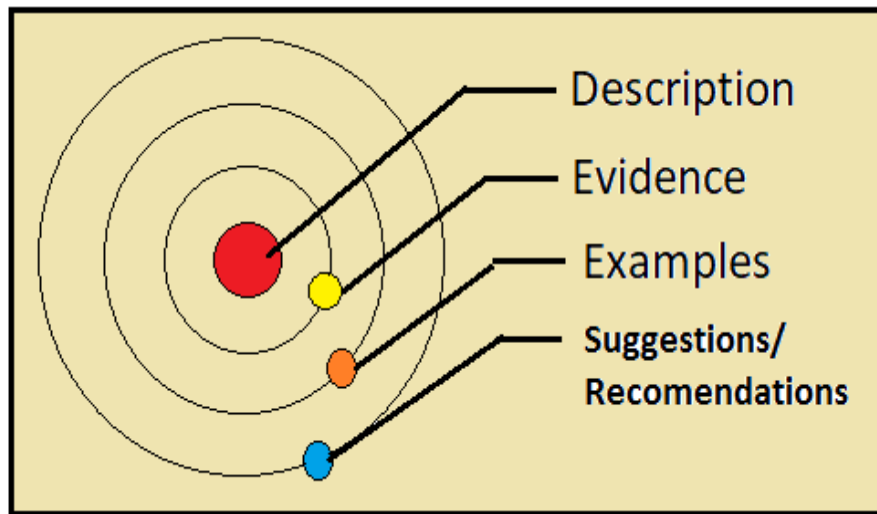 Description
Evidence
Examples
Suggestions/
Recomendations